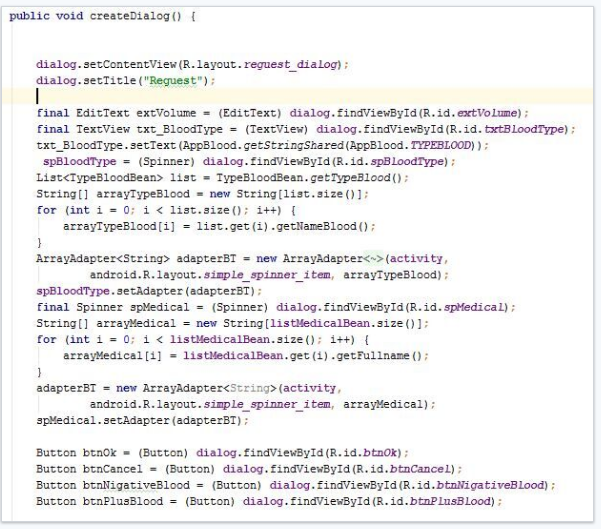 public void createDialog() {
dialog.setContentView(R.layout.reguest_dialog);
dialog.setTitle("Reguest");
final EditText extVolume = (EditText) dialog.findViewById(R.id.extVolume);
final TextView txt_BloodType = (TextView) dialog.findViewById(R.id.txtBloodType);
txt_BloodType.setText(AppBlood.getStringShared(AppBlood.TYPEBLOOD));
spBloodType = (Spinner) dialog.findViewById(R.id.spBloodType);
List<TypeBloodBean> list = TypeBloodBean.getTypeBlood();
String[] arrayTypeBlood = new String[list.size()];
for (int i = 0; i < list.size(); i++) {
arrayTypeBlood[i] = list.get(i).getNameBlood();
}
ArrayAdapter<String> adapterBT = new ArrayAdapter<~>(activity,
android.R.layout.simple_spinner_item, arrayTypeBlood);
spBloodType.setAdapter(adapterBT);
final Spinner spMedical = (Spinner) dialog.findViewById(R.id.spMedical);
String[] arrayMedical = new String[listMedicalBean.size()];
for (int i = 0; i < listMedicalBean.size(); i++) {
arrayMedical[i] = listMedicalBean.get(i).getFullname();
}
adapterBT = new ArrayAdapter<String>(activity,
android.R.layout.simple_spinner_item, arrayMedical);
spMedical.setAdapter(adapterBT);
Button btnOk = (Button) dialog.findViewById(R.id.btnOk);
Button btnCancel = (Button) dialog.findViewById(R.id.btnCancel);
Button btnNigativeBlood = (Button) dialog.findViewById(R.id.btnNigativeBlood);
Button btnPlusBlood = (Button) dialog.findViewById(R.id.btnPlusBlood);